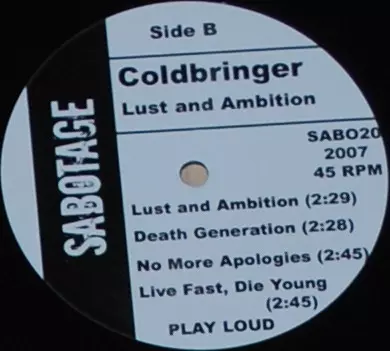 Side B
SABOTAGE
Coldbringer
Lust and Ambition
SABO20
2007
45 RPM
Lust and Ambition (2:29)
Death Generation (2:28)
No More Apologies (2:45)
Live Fast, Die Young
(2:45)
PLAY LOUD